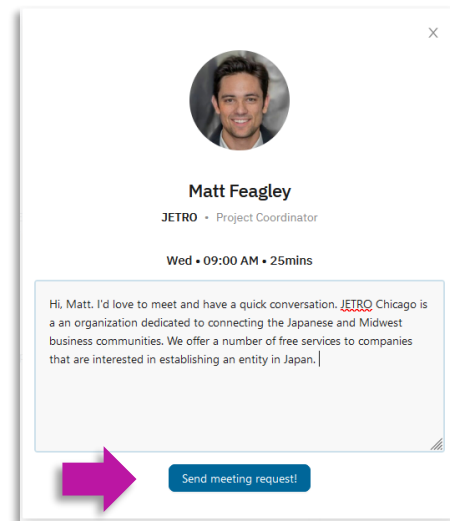 X
Matt Feagley
JETRO • Project Coordinator
Wed • 09:00 AM • 25mins
Hi, Matt. I'd love to meet and have a quick conversation. JETRO Chicago is
a an organization dedicated to connecting the Japanese and Midwest
business communities. We offer a number of free services to companies
that are interested in establishing an entity in Japan.
Send meeting request!